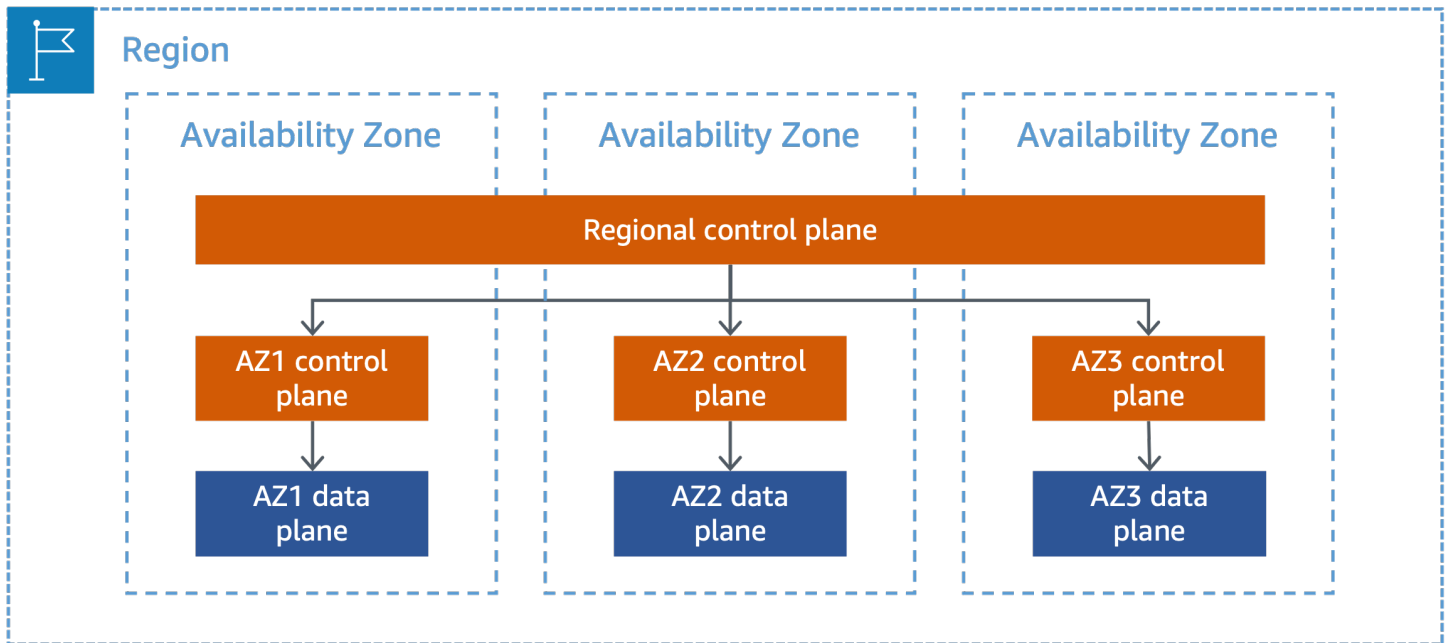 Region
Availability Zone
Availability Zone
Availability Zone
Regional control plane
AZ1 control
plane
AZ2 control
plane
AZ3 control
plane
AZ1 data
plane
AZ2 data
plane
AZ3 data
plane